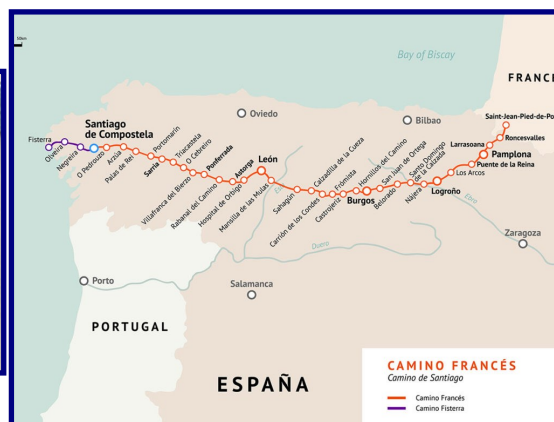 50km
Bay of Biscay
FRANC
Oviedo
Bilbao
Saint-Jean-Pied-de-Po
Santiago
de Compostela
Fisterra
Olveira
Negreira
O Pedrouzo
Arzúa
Palas de Rei
Portomarín
Sarria
Triacastela
O Cebreiro
Villafranca del Bierzo
Ponferrada
Rabanal del Camino
Astorga
Hospital de Orbigo
León
Mansilla de las Mulas
Sahagún
Calzadilla de la Cueza
Carrión de los Condes
Frómista
Castrojeriz
Hornillos del Camino
Burgos
San Juan de Ortega
Belorado
Santo Domingo
de la Calzada
Nájera
Logroño
Los Arcos
Puente de la Reina
Pamplona
Larrasoana
Roncesvalles
Ebro
Duero
Zaragoza
Porto
Salamanca
PORTUGAL
ESPAÑA
CAMINO FRANCÉS
Camino de Santiago
Camino Francés
Camino Fisterra